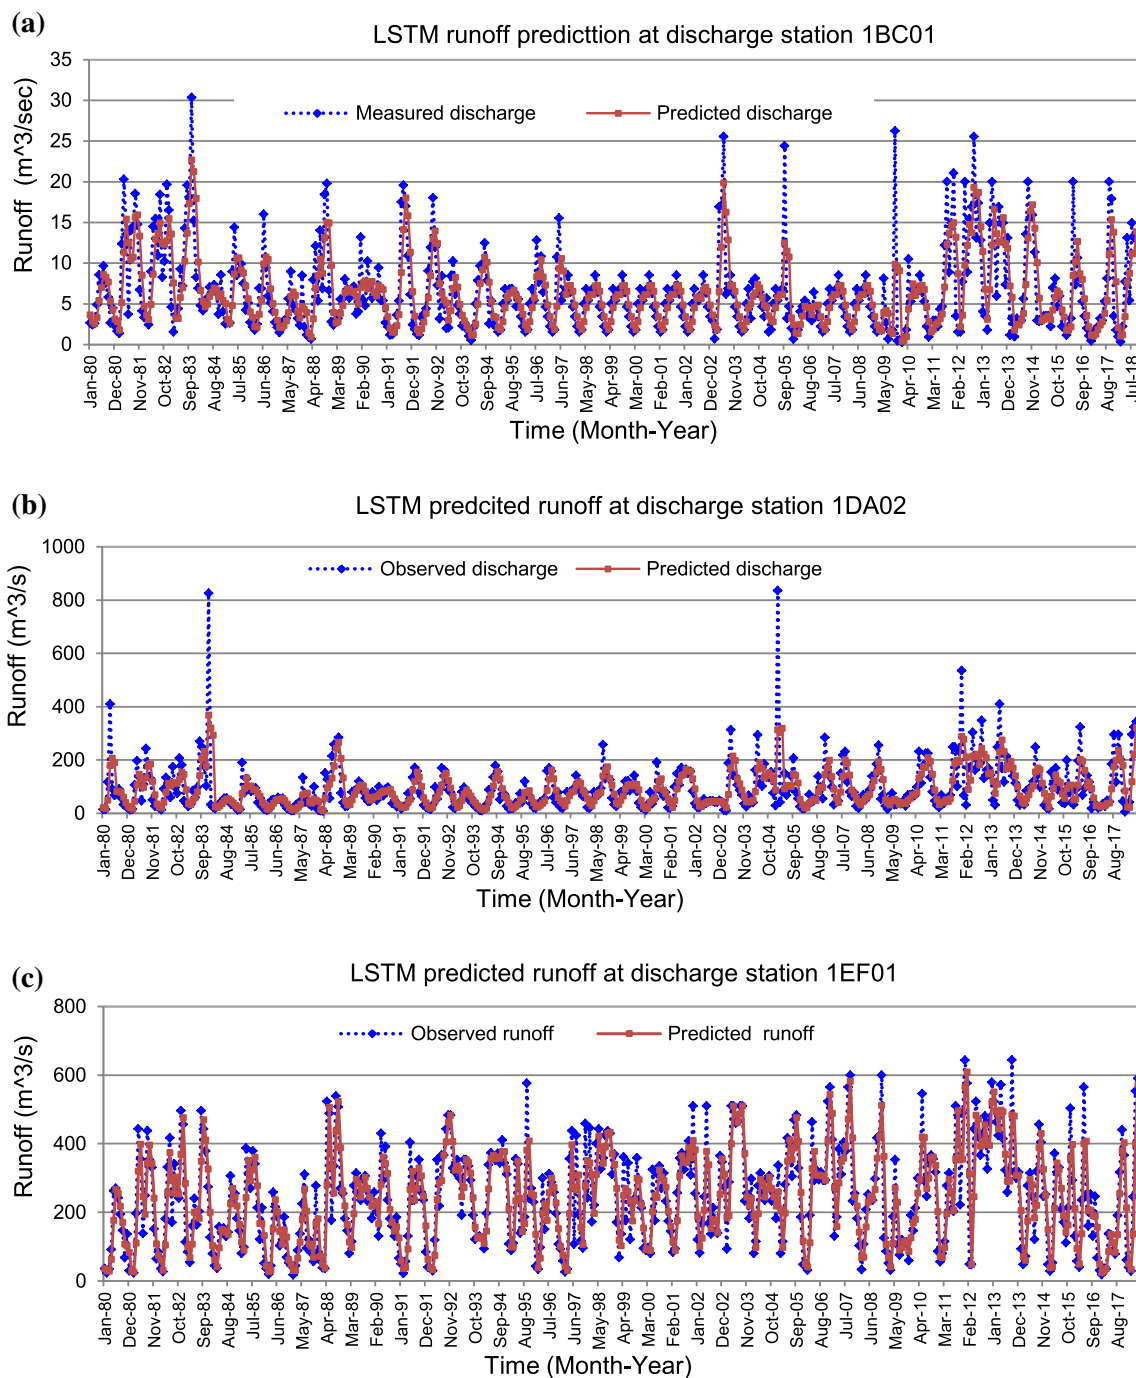 (a)
LSTM runoff predicttion at discharge station 1BC01
Runoff (m^3/sec)
35
30
25
20
15
10
5
0
Measured discharge
Predicted discharge
Jan-80 Dec-80 Nov-81 Oct-82 Sep-83 Aug-84 Jul-85 Jun-86 May-87 Apr-88 Mar-89 Feb-90 Jan-91 Dec-91 Nov-92 Oct-93 Sep-94 Aug-95 Jul-96 Jun-97 May-98 Apr-99 Mar-00 Feb-01 Jan-02 Dec-02 Nov-03 Oct-04 Sep-05 Aug-06 Jul-07 Jun-08 May-09 Apr-10 Mar-11 Feb-12 Jan-13 Dec-13 Nov-14 Oct-15 Sep-16 Aug-17 Jul-18
Time (Month-Year)
(b)
LSTM predcited runoff at discharge station 1DA02
Runoff (m^3/s)
1000
800
600
400
200
0
Observed discharge
Predicted discharge
Jan-80 Dec-80 Nov-81 Oct-82 Sep-83 Aug-84 Jul-85 Jun-86 May-87 Apr-88 Mar-89 Feb-90 Jan-91 Dec-91 Nov-92 Oct-93 Sep-94 Aug-95 Jul-96 Jun-97 May-98 Apr-99 Mar-00 Feb-01 Jan-02 Dec-02 Nov-03 Oct-04 Sep-05 Aug-06 Jul-07 Jun-08 May-09 Apr-10 Mar-11 Feb-12 Jan-13 Dec-13 Nov-14 Oct-15 Sep-16 Aug-17
Time (Month-Year)
(c)
LSTM predicted runoff at discharge station 1EF01
Runoff (m^3/s)
800
600
400
200
0
Observed runoff
Predicted runoff
Jan-80 Dec-80 Nov-81 Oct-82 Sep-83 Aug-84 Jul-85 Jun-86 May-87 Apr-88 Mar-89 Feb-90 Jan-91 Dec-91 Nov-92 Oct-93 Sep-94 Aug-95 Jul-96 Jun-97 May-98 Apr-99 Mar-00 Feb-01 Jan-02 Dec-02 Nov-03 Oct-04 Sep-05 Aug-06 Jul-07 Jun-08 May-09 Apr-10 Mar-11 Feb-12 Jan-13 Dec-13 Nov-14 Oct-15 Sep-16 Aug-17
Time (Month-Year)